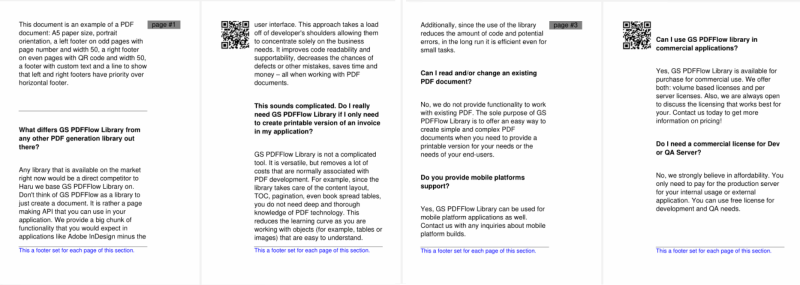 This document is an example of a PDF
document: A5 paper size, portrait
orientation, a left footer on odd pages with
page number and width 50, a right footer
on even pages with QR code and width 50,
a footer with custom text and a line to show
that left and right footers have priority over
horizontal footer.
page #1
What differs GS PDFFlow Library from
any other PDF generation library out
there?
Any library that is available on the market
right now would be a direct competitor to
Haru we base GS PDFFlow Library on.
Don't think of GS PDFFlow as a library to
just create a document. It is rather a page
making API that you can use in your
application. We provide a big chunk of
functionality that you would expect in
applications like Adobe InDesign minus the
This a footer set for each page of this section.
user interface. This approach takes a load
off of developer's shoulders allowing them
to concentrate solely on the business
needs. It improves code readability and
supportability, decreases the chances of
defects or other mistakes, saves time and
money – all when working with PDF
documents.
This sounds complicated. Do I really
need GS PDFFlow Library if I only need
to create printable version of an invoice
in my application?
GS PDFFlow Library is not a complicated
tool. It is versatile, but removes a lot of
costs that are normally associated with
PDF development. For example, since the
library takes care of the content layout,
TOC, pagination, even book spread tables,
you do not need deep and thorough
knowledge of PDF technology. This
reduces the learning curve as you are
working with objects (for example, tables or
images) that are easy to understand.
This a footer set for each page of this section.
Additionally, since the use of the library
reduces the amount of code and potential
errors, in the long run it is efficient even for
small tasks.
page #3
Can I read and/or change an existing
PDF document?
No, we do not provide functionality to work
with existing PDF. The sole purpose of GS
PDFFlow Library is to offer an easy way to
create simple and complex PDF
documents when you need to provide a
printable version for your needs or the
needs of your end-users.
Do you provide mobile platforms
support?
Yes, GS PDFFlow Library can be used for
mobile platform applications as well.
Contact us with any inquiries about mobile
platform builds.
This a footer set for each page of this section.
Can I use GS PDFFlow Library in
commercial applications?
Yes, GS PDFFlow Library is available for
purchase for commercial use. We offer
both: volume based licenses and per
server licenses. Also, we are always open
to discuss the licensing that works best for
your. Contact us today to get more
information on pricing!
Do I need a commercial license for Dev
or QA Server?
No, we strongly believe in affordability. You
only need to pay for the production server
for your internal usage or external
application. You can use free license for
development and QA needs.
This a footer set for each page of this section.